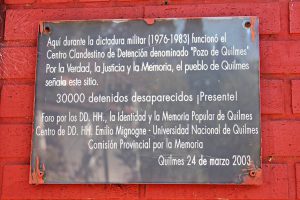 Aquí durante la dictadura militar (1976-1983) funcionó el
Centro Clandestino de Detención denominado "Pozo de Quilmes"
Por la Verdad, la Justicia y la Memoria, el pueblo de Quilmes
señala este sitio.
30000 detenidos desaparecidos ¡Presente!
Foro por los DD. HH., la Identidad y la Memoria Popular de Quilmes
Centro de DD. HH. Emilio Mignogne - Universidad Nacional de Quilmes
Comisión Provincial por la Memoria
Quilmes 24 de marzo 2003